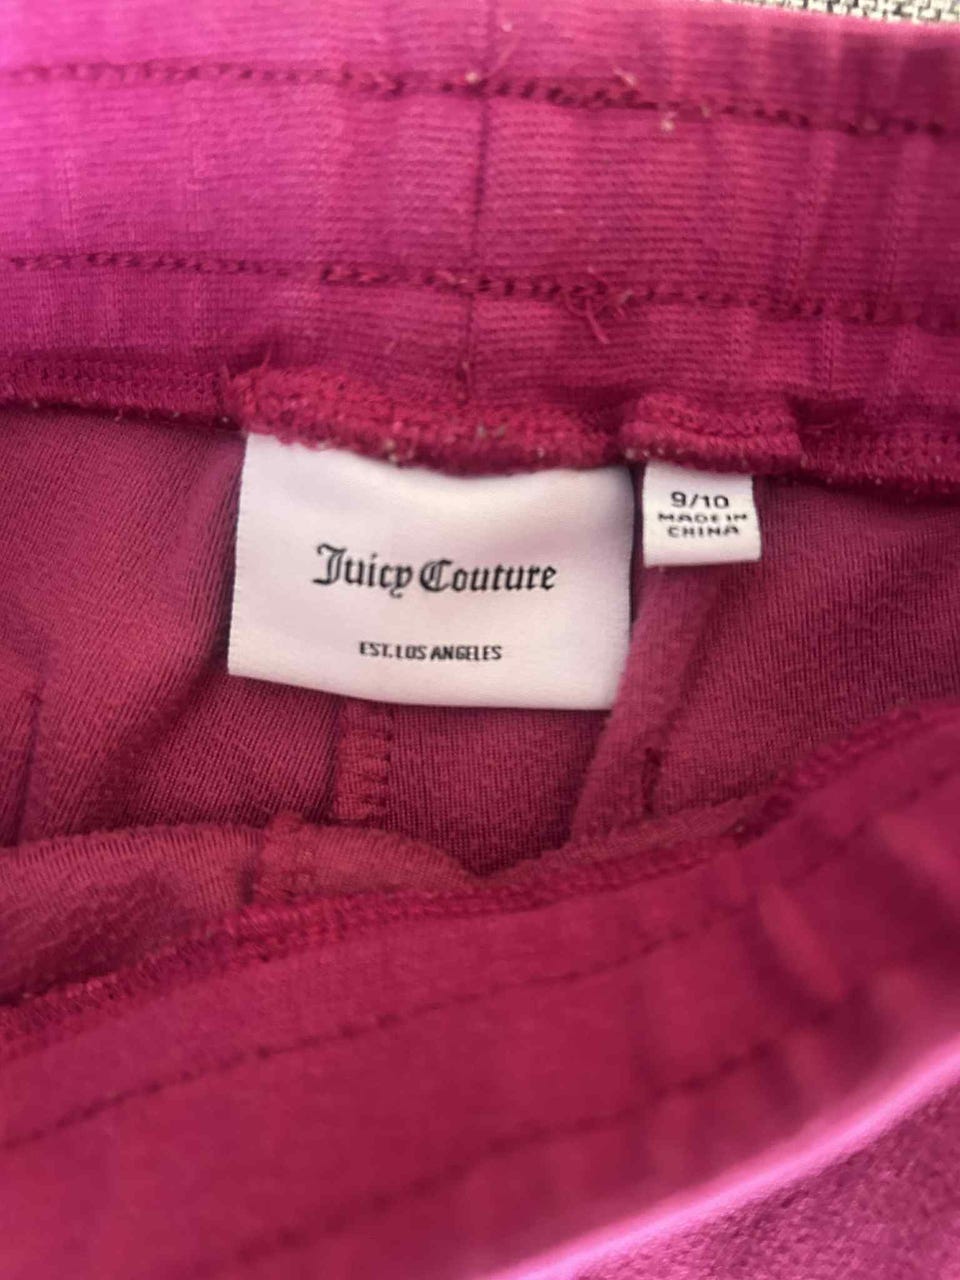 Juicy Couture
EST. LOS ANGELES
9/10
MADE IN
CHINA